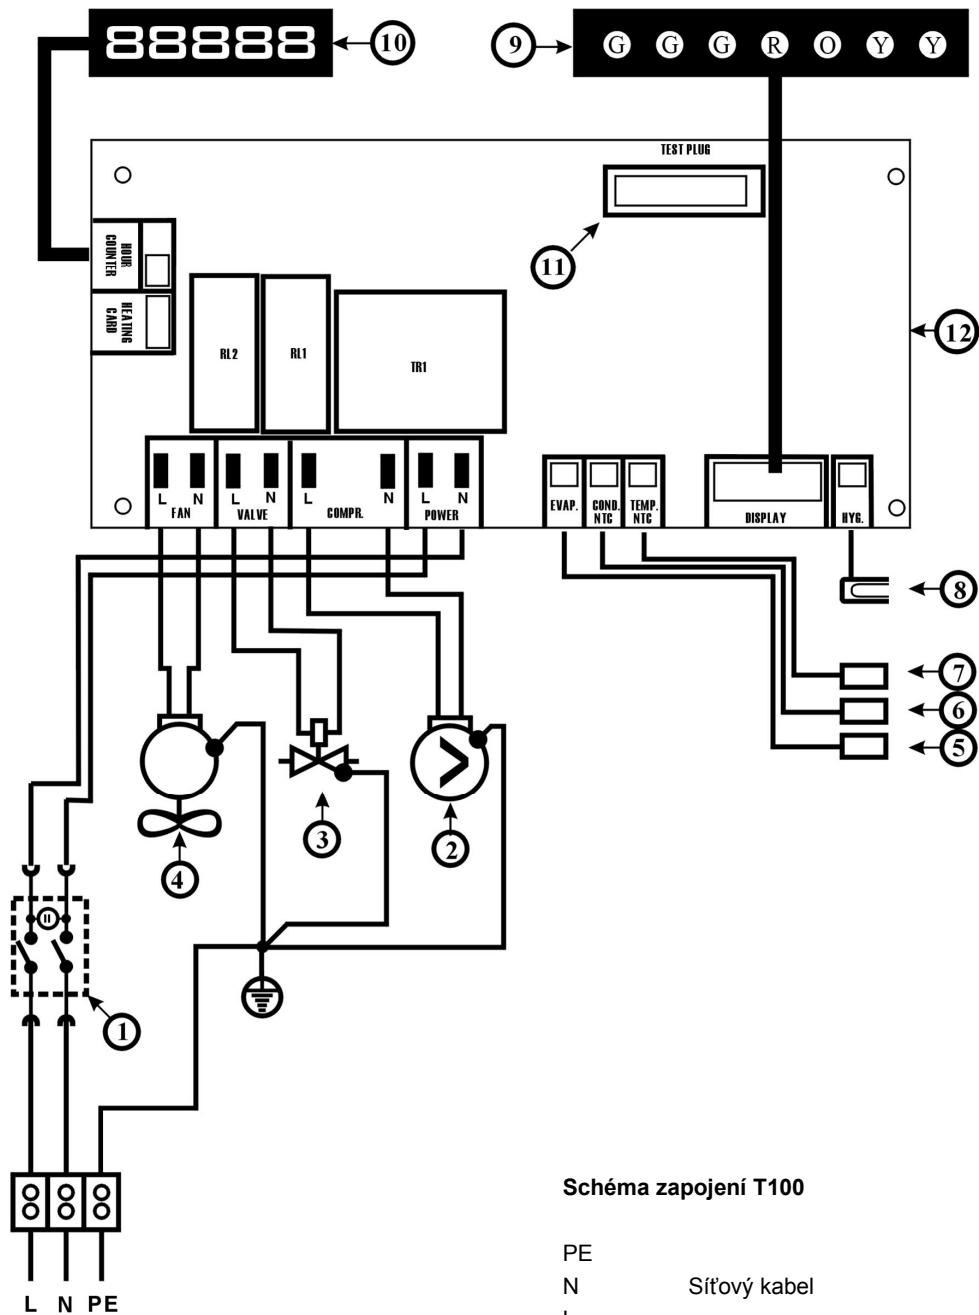 88888
10
9
G G G R O Y Y
TEST PLUG
11
HOUR
COUNTER
HEATING
CARD
12
RL2
RL1
TR1
L N
FAN
L N
VALVE
L N
COMPR.
L N
POWER
EVAP.
COND.
NTC
TEMP.
NTC
DISPLAY
HYG.
8
7
6
5
4
3
2
1
L N PE
Schéma zapojení T100
PE
N Síťový kabel